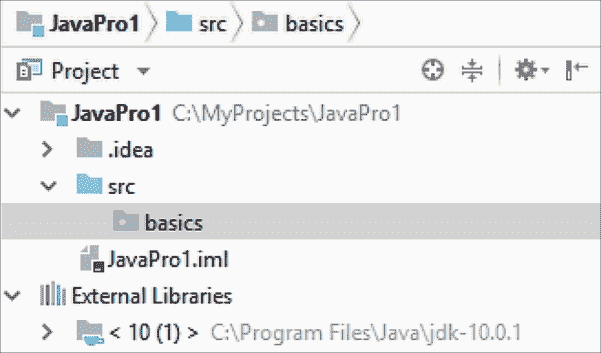 JavaPro1 src basics
Project
JavaPro1 C:\MyProjects\JavaPro1
.idea
src
basics
JavaPro1.iml
External Libraries
< 10 (1) > C:\Program Files\Java\jdk-10.0.1